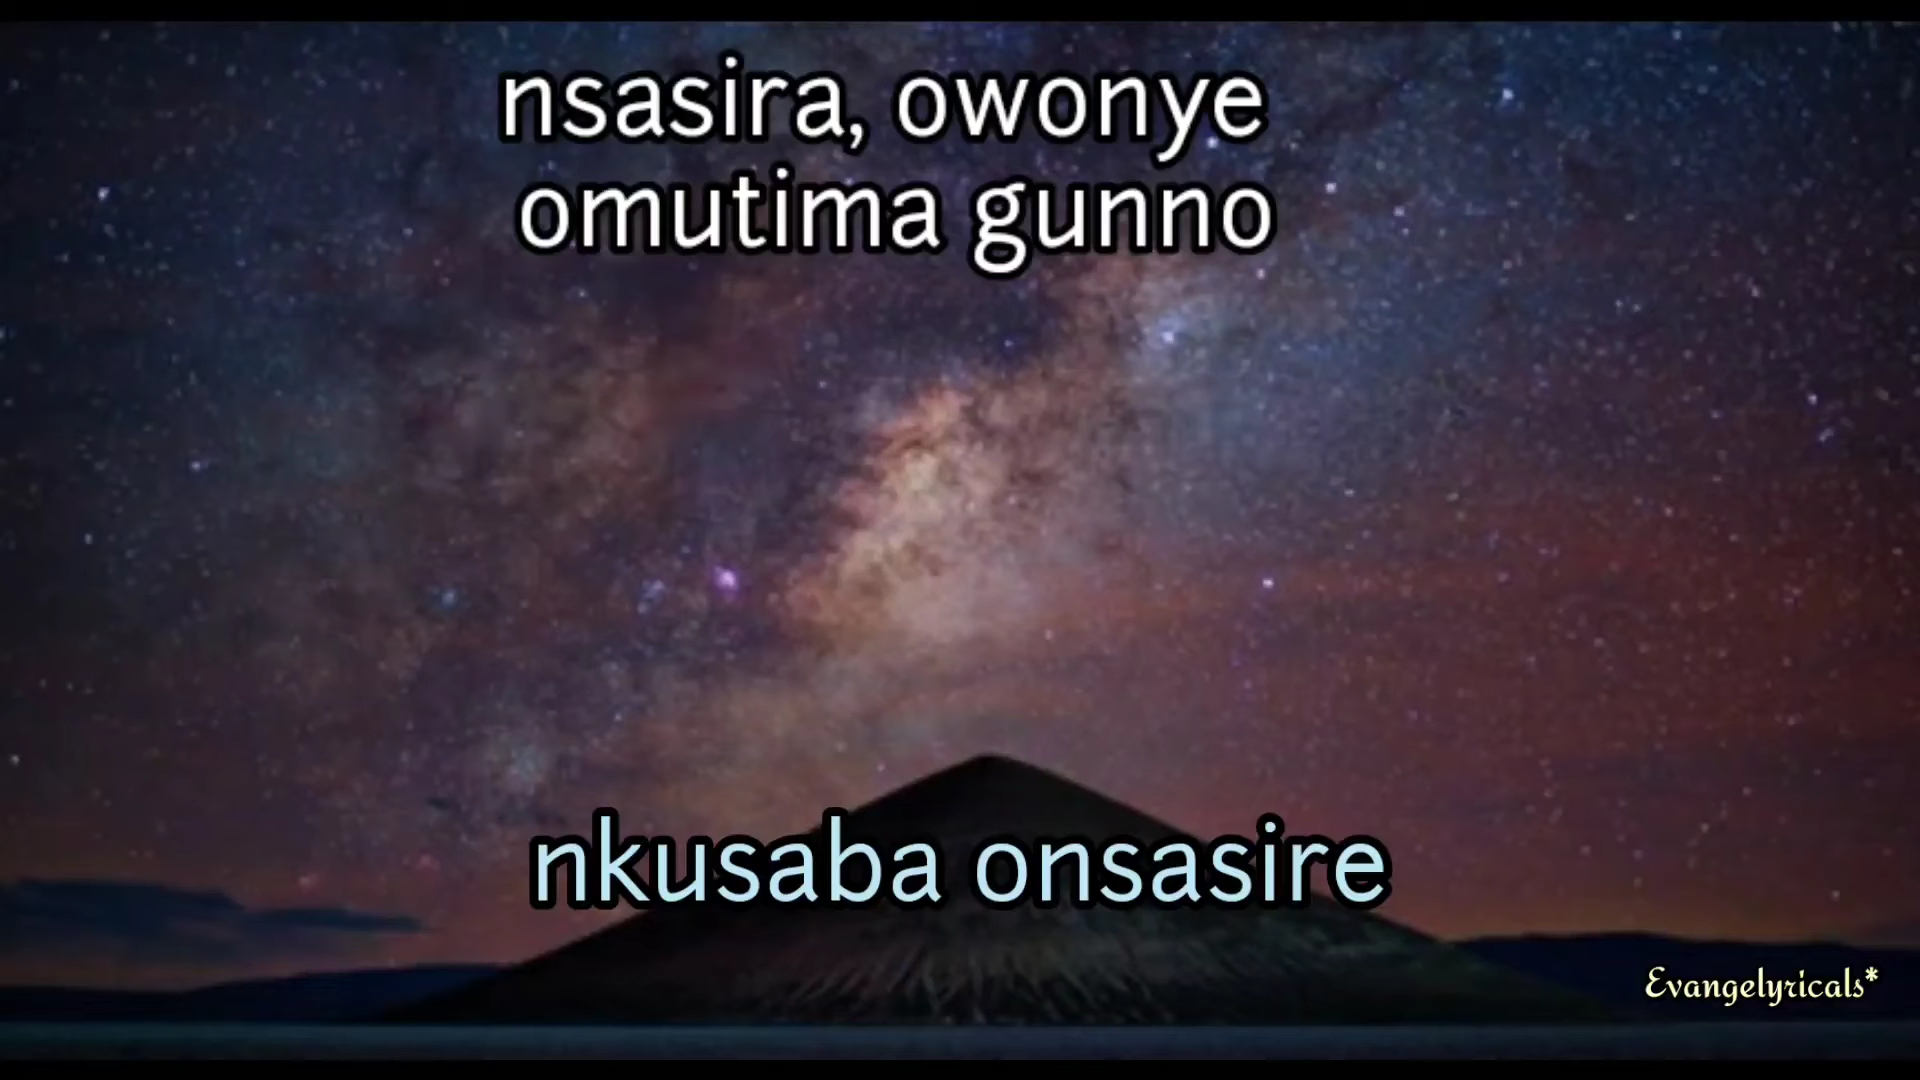 nsasira, owonye
omutima gunno
nkusaba onsasire
Evangelyricals*